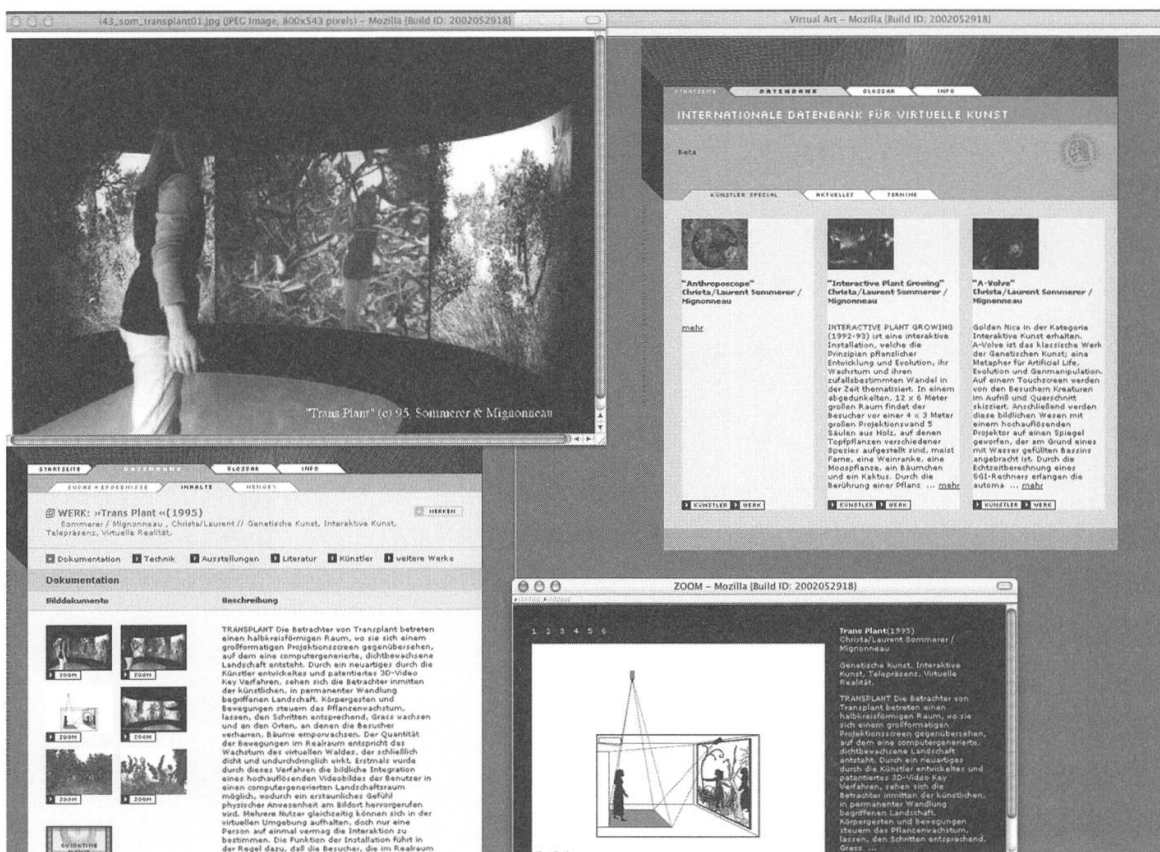 i43_som_transplant01.jpg (JPEG Image, 800x543 pixels) – Mozilla {Build ID: 2002052918}
"Trans Plant" (c) 95, Sommerer & Mignonneau
Virtual Art – Mozilla {Build ID: 2002052918}
STARTSEITE DATENBANK GLOSSAR INFO
INTERNATIONALE DATENBANK FÜR VIRTUELLE KUNST
beta
KÜNSTLER SPECIAL AKTUELLES TERMINE
"Anthroposcope"
Christa/Laurent Sommerer /
Mignonneau
mehr
KÜNSTLER WERK
"Interactive Plant Growing"
Christa/Laurent Sommerer /
Mignonneau
INTERACTIVE PLANT GROWING
(1992-93) ist eine interaktive
Installation, welche die
Prinzipien pflanzlicher
Entwicklung und Evolution, ihr
Wachstum und ihren
zufallsbestimmten Wandel in
der Zeit thematisiert. In einem
abgedunkelten, 12 x 6 Meter
großen Raum findet der
Besucher vor einer 4 x 3 Meter
großen Projektionswand 5
Säulen aus Holz, auf denen
Topfpflanzen verschiedener
Spezies aufgestellt sind, meist
Farne, eine Weinranke, eine
Moospflanze, ein Bäumchen
und ein Kaktus. Durch die
Berührung einer Pflanz ... mehr
KÜNSTLER WERK
"A-Volve"
Christa/Laurent Sommerer /
Mignonneau
Golden Nica in der Kategorie
Interaktive Kunst erhalten.
A-Volve ist das klassische Werk
der Genetischen Kunst; eine
Metapher für Artificial Life,
Evolution und Genmanipulation.
Auf einem Touchscreen werden
von den Besuchern Kreaturen
im Aufriß und Querschnitt
skizziert. Anschließend werden
diese bildlichen Wesen mit
einem hochauflösenden
Projektor auf einen Spiegel
geworfen, der am Grund eines
mit Wasser gefüllten Bassins
angebracht ist. Durch die
Echtzeitberechnung eines
SGI-Rechners erlangen die
automa ... mehr
KÜNSTLER WERK
STARTSEITE DATENBANK GLOSSAR INFO
SUCHE + ERGEBNISSE INHALTE NEUES
WERK: »Trans Plant «(1995)
MERKEN
Sommerer / Mignonneau , Christa/Laurent // Genetische Kunst, Interaktive Kunst,
Telepräsenz, Virtuelle Realität.
Dokumentation Technik Ausstellungen Literatur Künstler weitere Werke
Dokumentation
Bilddokumente Beschreibung
ZOOM ZOOM
ZOOM ZOOM
ZOOM ZOOM
TRANSPLANT Die Betrachter von Transplant betreten
einen halbkreisförmigen Raum, wo sie sich einem
großformatigen Projektionsscreen gegenübersehen,
auf dem eine computergenerierte, dichtbewachsene
Landschaft entsteht. Durch ein neuartiges durch die
Künstler entwickeltes und patentiertes 3D-Video
Key Verfahren, sehen sich die Betrachter inmitten
der künstlichen, in permanenter Wandlung
begriffenen Landschaft. Körpergesten und
Bewegungen steuern das Pflanzenwachstum,
lassen, den Schritten entsprechend, Grass wachsen
und an den Orten, an denen die Besucher
verharren, Bäume emporwachsen. Der Quantität
der Bewegungen im Realraum entspricht das
Wachstum des virtuellen Waldes, der schließlich
dicht und undurchdringlich wirkt. Erstmals wurde
durch dieses Verfahren die bildliche Integration
eines hochauflösenden Videobildes der Benutzer in
einen computergenerierten Landschaftsraum
möglich, wodurch ein erstaunliches Gefühl
physischer Anwesenheit am Bildort hervorgerufen
wird. Mehrere Nutzer gleichzeitig können sich in der
virtuellen Umgebung aufhalten, doch nur eine
Person auf einmal vermag die Interaktion zu
bestimmen. Die Funktion der Installation führt in
der Regel dazu, daß die Besucher, die im Realraum
ZOOM – Mozilla {Build ID: 2002052918}
1 2 3 4 5 6
Trans Plant(1995)
Christa/Laurent Sommerer /
Mignonneau
Genetische Kunst, Interaktive
Kunst, Telepräsenz, Virtuelle
Realität.
TRANSPLANT Die Betrachter von
Transplant betreten einen
halbkreisförmigen Raum, wo sie
sich einem großformatigen
Projektionsscreen gegenübersehen,
auf dem eine computergenerierte,
dichtbewachsene Landschaft
entsteht. Durch ein neuartiges
durch die Künstler entwickeltes und
patentiertes 3D-Video Key
Verfahren, sehen sich die
Betrachter inmitten der künstlichen,
in permanenter Wandlung
begriffenen Landschaft.
Körpergesten und Bewegungen
steuern das Pflanzenwachstum,
lassen, den Schritten entsprechend,
Grass ...